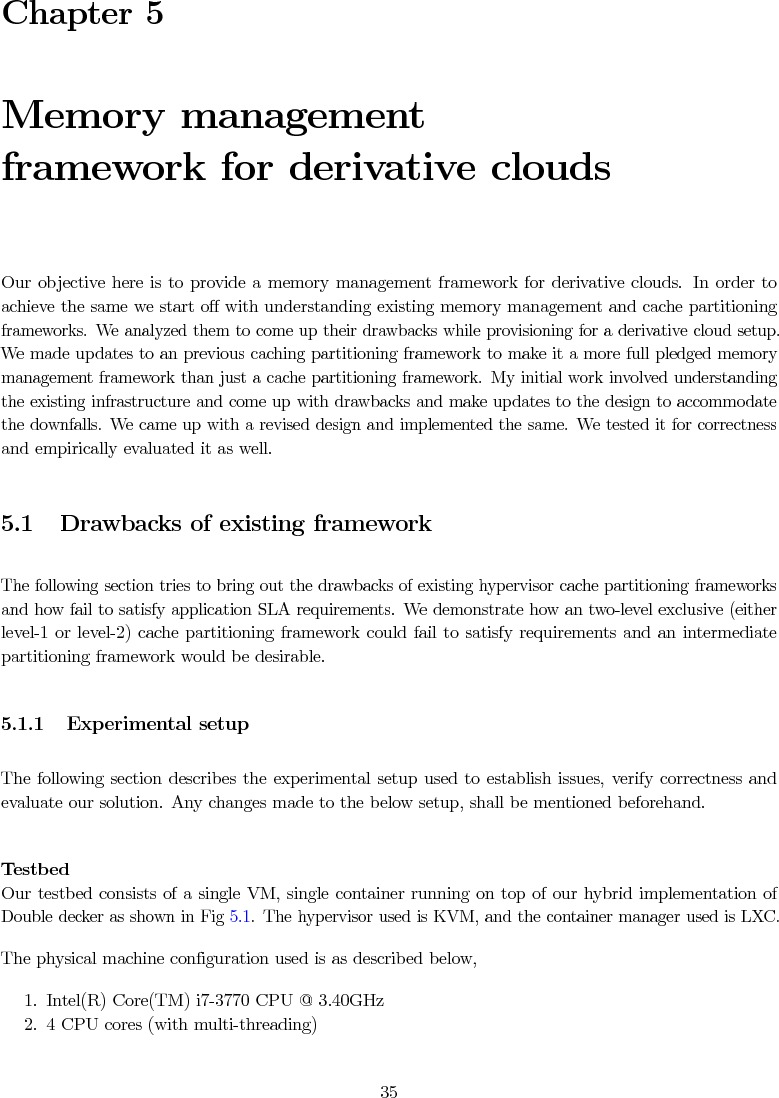 Chapter 5
Memory management
framework for derivative clouds
Our objective here is to provide a memory management framework for derivative clouds. In order to
achieve the same we start off with understanding existing memory management and cache partitioning
frameworks. We analyzed them to come up their drawbacks while provisioning for a derivative cloud setup.
We made updates to an previous caching partitioning framework to make it a more full pledged memory
management framework than just a cache partitioning framework. My initial work involved understanding
the existing infrastructure and come up with drawbacks and make updates to the design to accommodate
the downfalls. We came up with a revised design and implemented the same. We tested it for correctness
and empirically evaluated it as well.
5.1 Drawbacks of existing framework
The following section tries to bring out the drawbacks of existing hypervisor cache partitioning frameworks
and how fail to satisfy application SLA requirements. We demonstrate how an two-level exclusive (either
level-1 or level-2) cache partitioning framework could fail to satisfy requirements and an intermediate
partitioning framework would be desirable.
5.1.1 Experimental setup
The following section describes the experimental setup used to establish issues, verify correctness and
evaluate our solution. Any changes made to the below setup, shall be mentioned beforehand.
Testbed
Our testbed consists of a single VM, single container running on top of our hybrid implementation of
Double decker as shown in Fig 5.1. The hypervisor used is KVM, and the container manager used is LXC.
The physical machine configuration used is as described below,
1. Intel(R) Core(TM) i7-3770 CPU @ 3.40GHz
2. 4 CPU cores (with multi-threading)
35